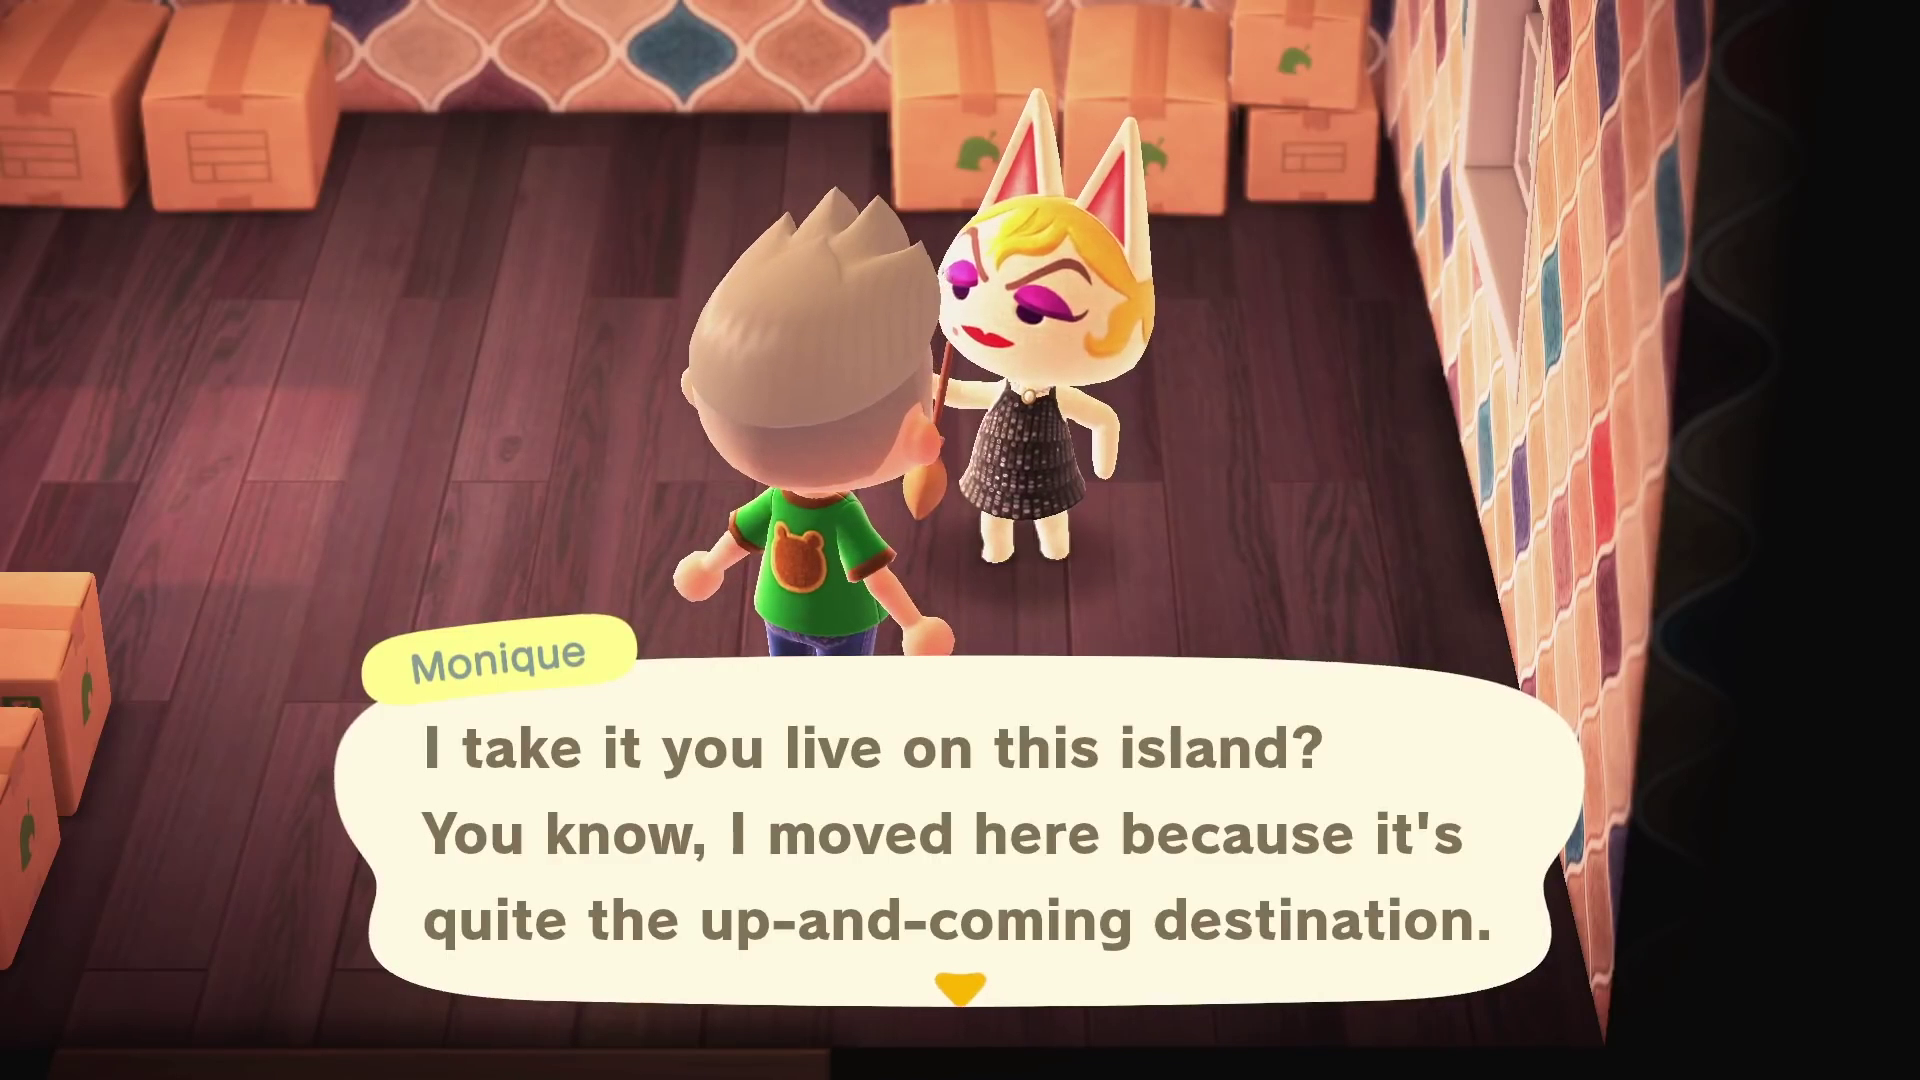 Monique
I take it you live on this island?
You know, I moved here because it's
quite the up-and-coming destination.